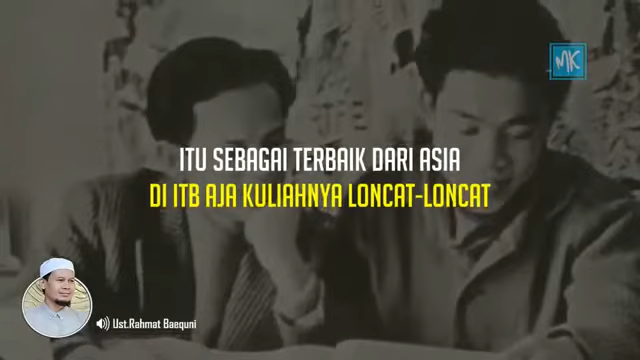 MK
ITU SEBAGAI TERBAIK DARI ASIA
DI ITB AJA KULIAHNYA LONCAT-LONCAT
Ust.Rahmat Baequni